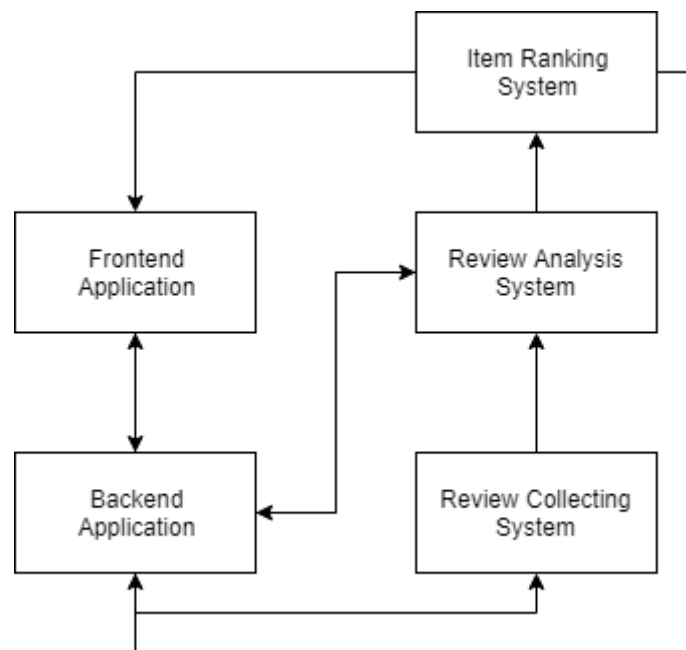 Item Ranking
System
Frontend
Application
Review Analysis
System
Backend
Application
Review Collecting
System